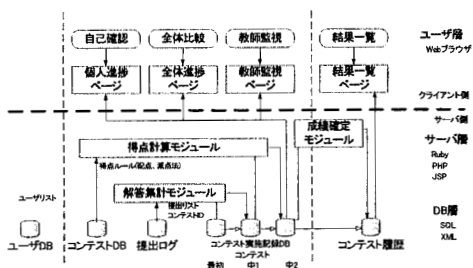 自己確認
全体比較
教師監視
結果一覧
ユーザ層
Webブラウザ
個人進捗
ページ
全体進捗
ページ
教師監視
ページ
結果一覧
ページ
クライアント側
サーバ側
成績確定
モジュール
サーバ層
得点計算モジュール
Ruby
PHP
JSP
得点ルール(配点、減点法)
解答集計モジュール
提出リスト
コンテストID
ユーザリスト
DB層
SQL
XML
ユーザDB
コンテストDB
提出ログ
コンテスト実施記録DB
コンテスト
最初
中1
中2
コンテスト履歴